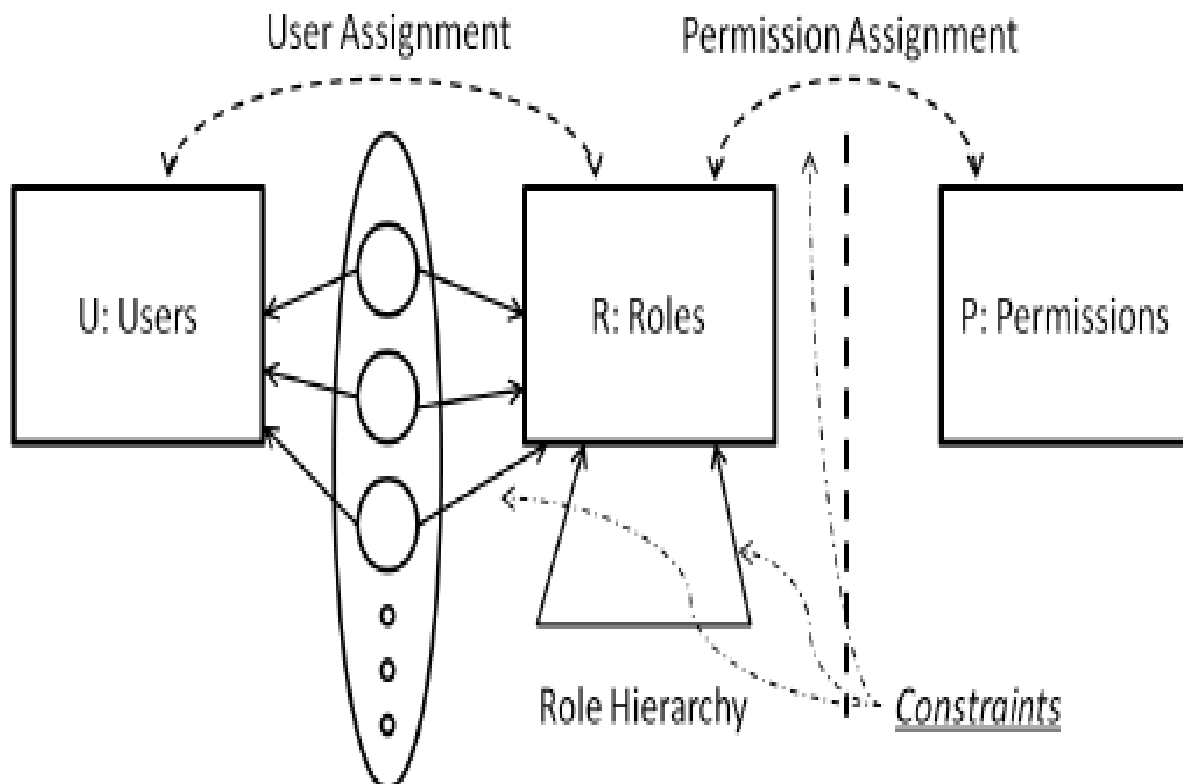 User Assignment
Permission Assignment
U: Users
R: Roles
P: Permissions
Role Hierarchy
Constraints